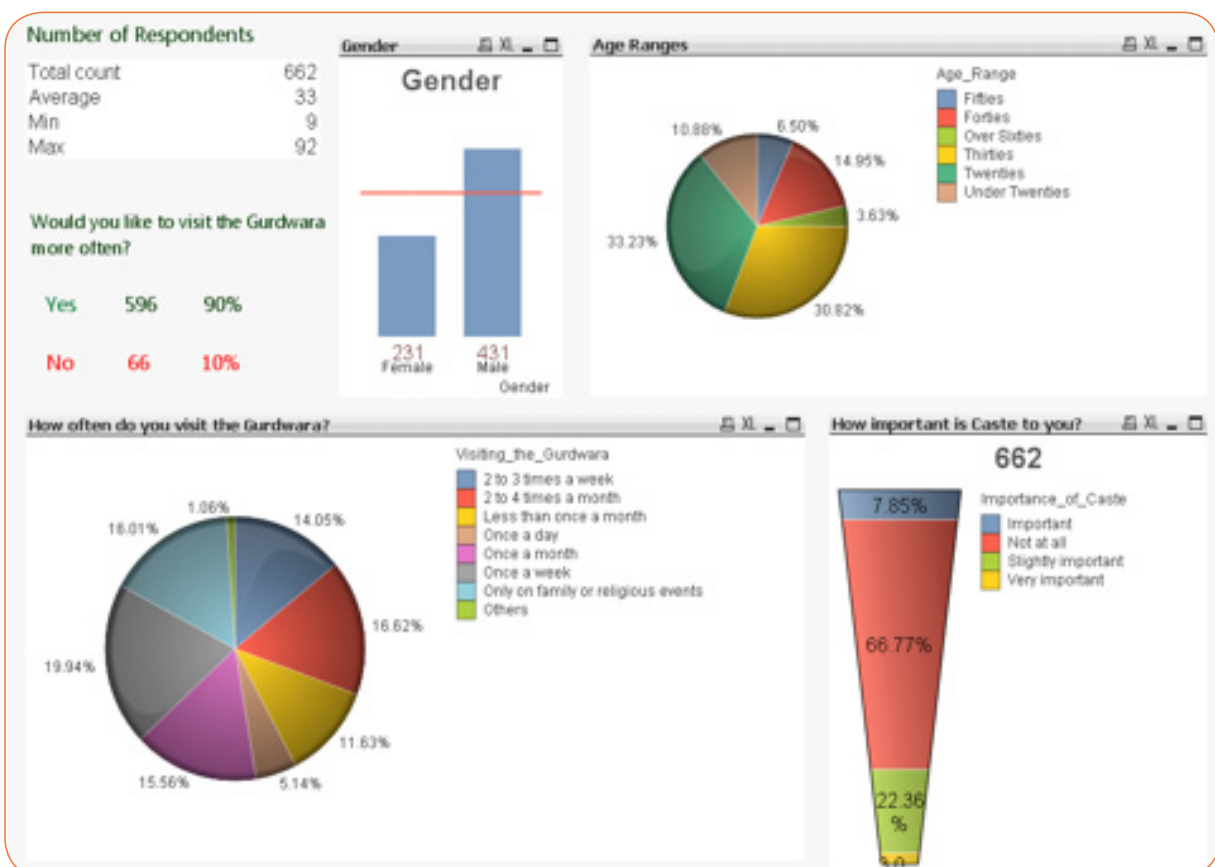 Number of Respondents
Total count 662
Average 33
Min 9
Max 92
Would you like to visit the Gurdwara
more often?
Yes 596 90%
No 66 10%
Gender XL
Gender
231 431
Female Male
Gender
Age Ranges XL
Age_Range
Fifties
Forties
Over Sixties
Thirties
Twenties
Under Twenties
10.88% 6.50%
14.95%
3.63%
33.23%
30.82%
How often do you visit the Gurdwara? XL
Visiting_the_Gurdwara
2 to 3 times a week
2 to 4 times a month
Less than once a month
Once a day
Once a month
Once a week
Only on family or religious events
Others
1.06%
16.01% 14.05%
16.62%
19.94%
11.63%
15.56% 5.14%
How important is Caste to you? XL
662
Importance_of_Caste
Important
Not at all
Slightly important
Very important
7.85%
66.77%
22.36
%